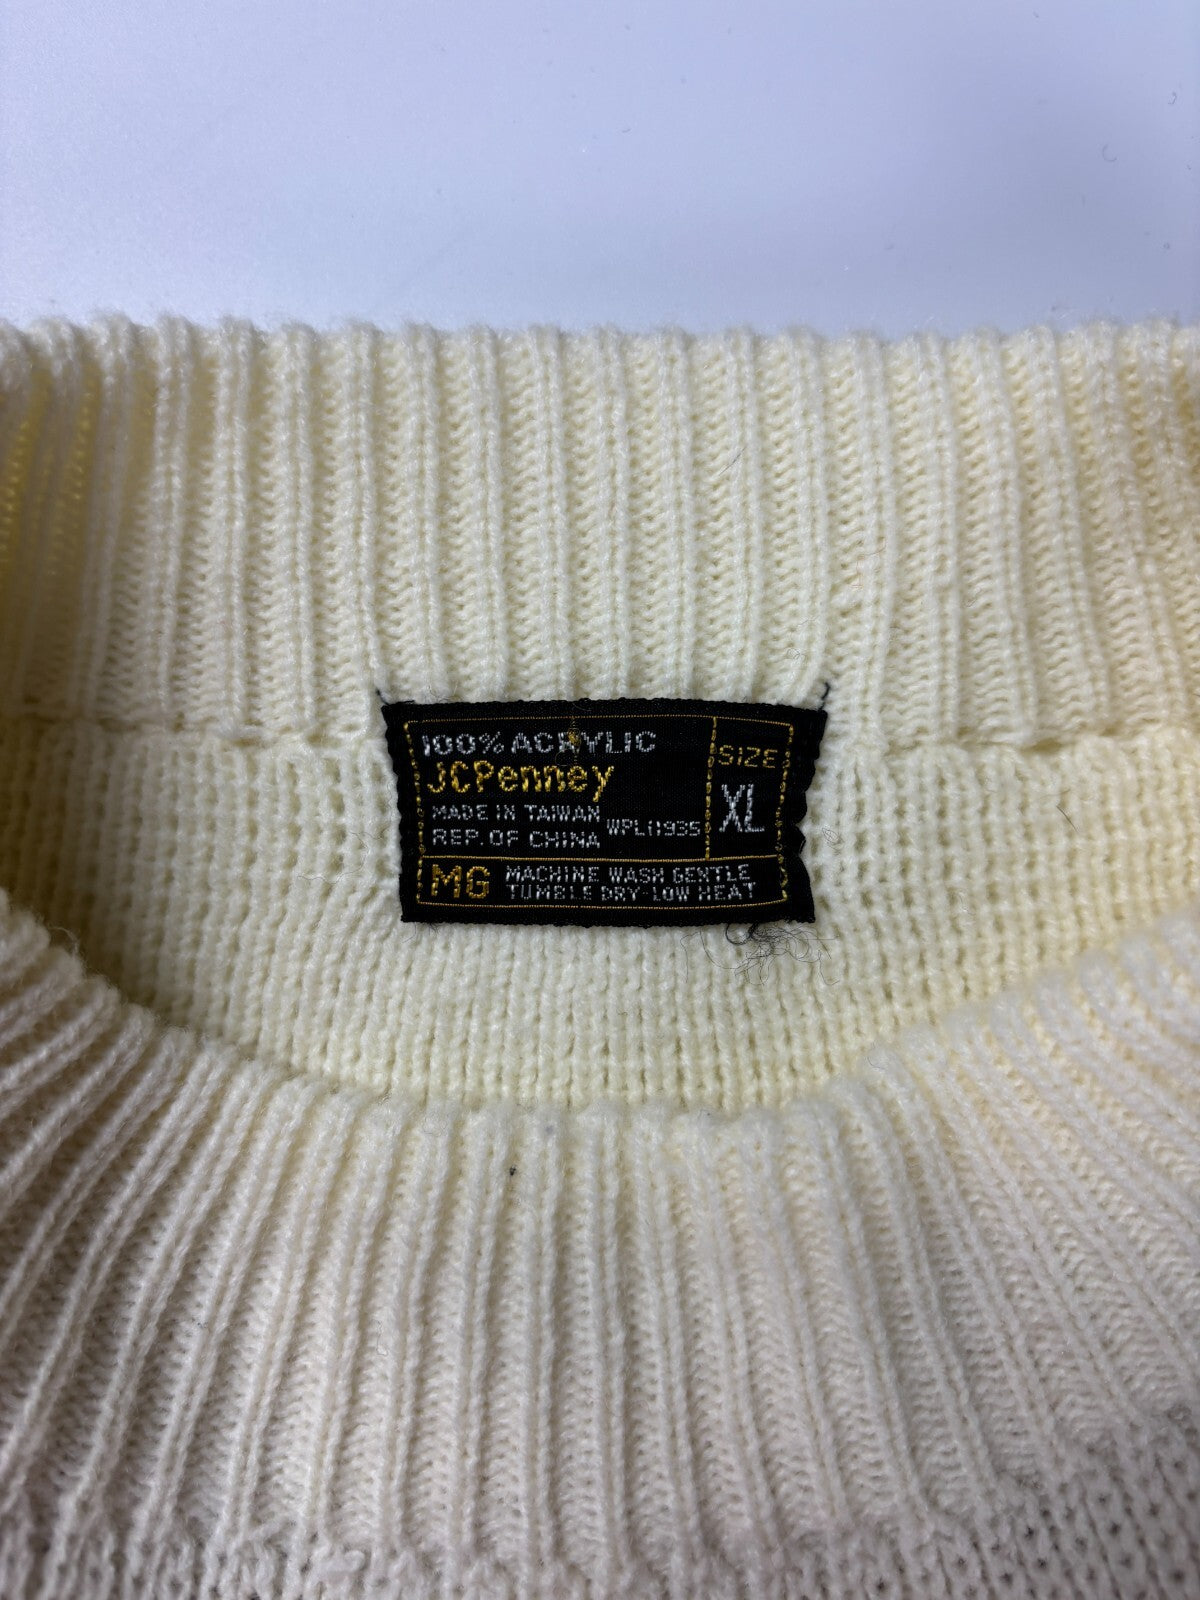 100% ACRYLIC
JCPenney
MADE IN TAIWAN
REP. OF CHINA
WPL11935
SIZE
XL
MG
MACHINE WASH GENTLE
TUMBLE DRY-LOW HEAT